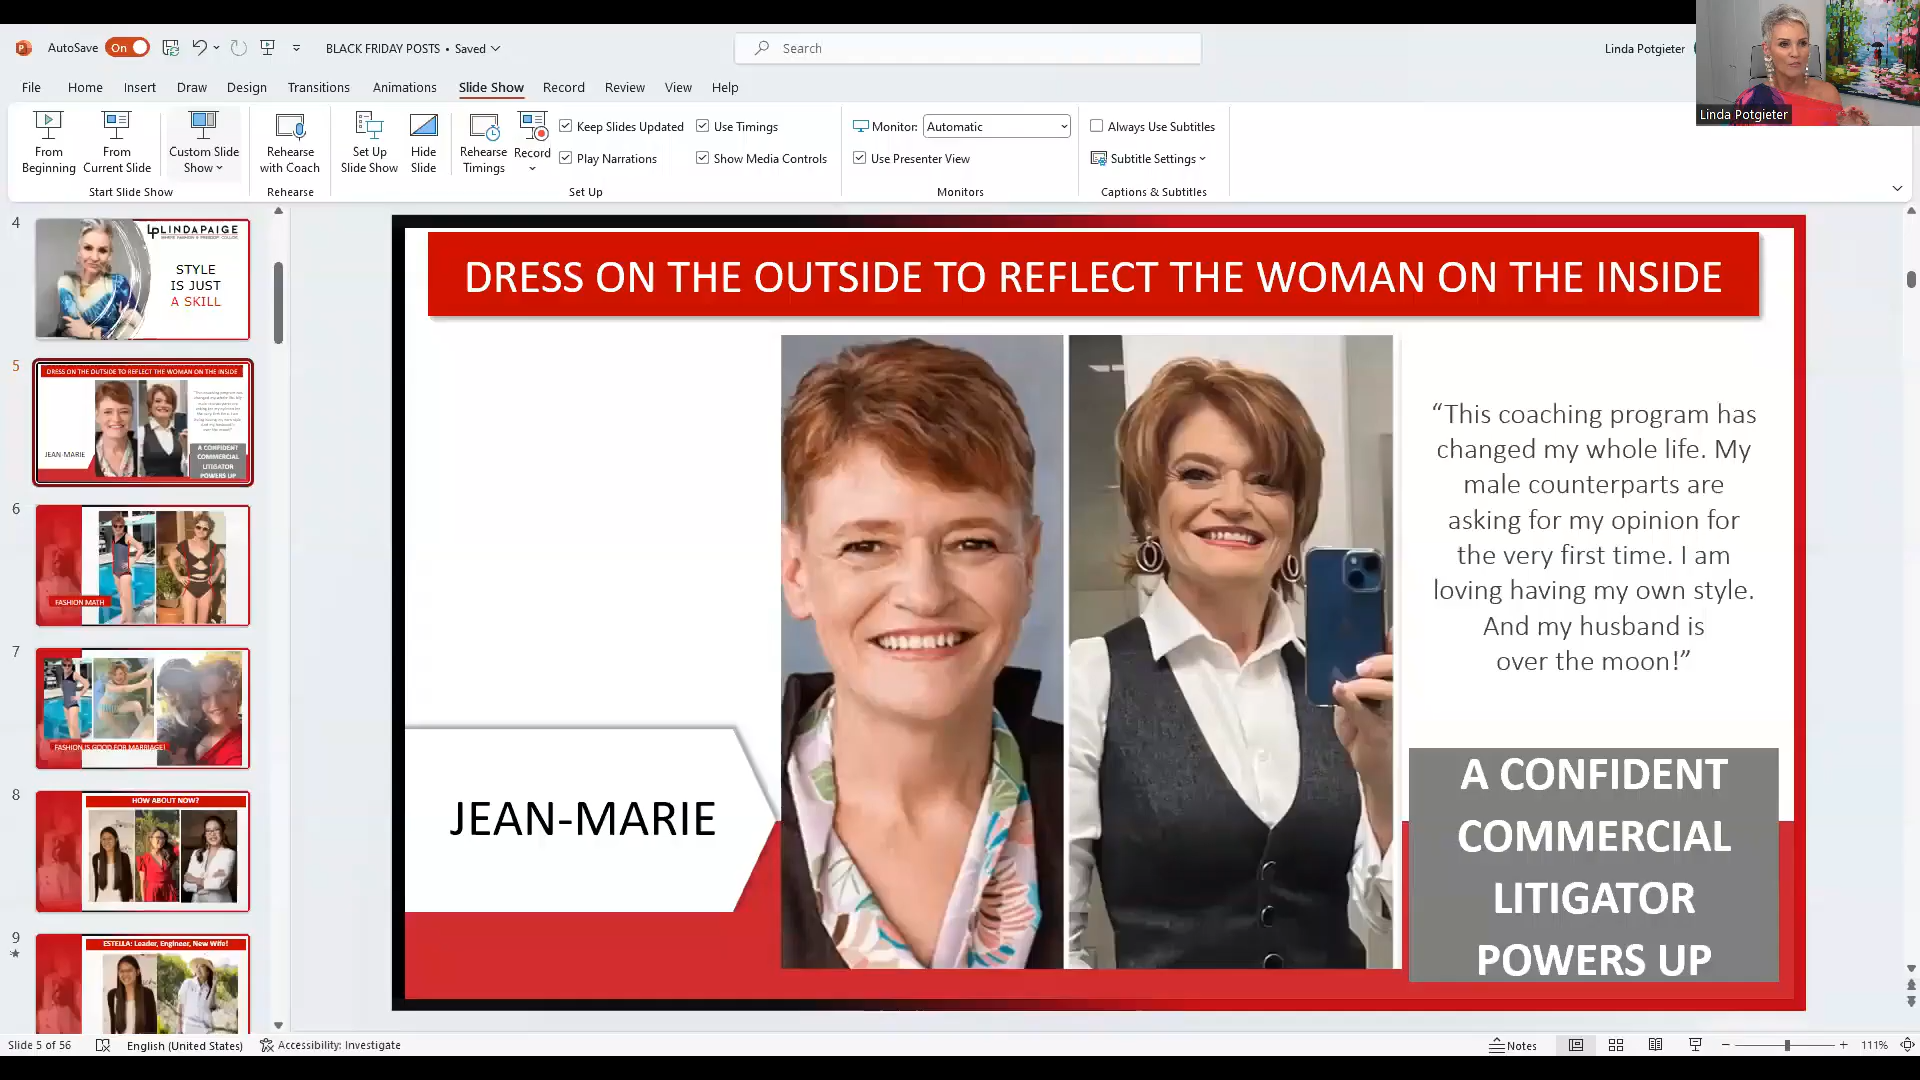 AutoSave On
BLACK FRIDAY POSTS • Saved
Search
Linda Potgieter
Linda Potgieter
File Home Insert Draw Design Transitions Animations Slide Show Record Review View Help
From Beginning
From Current Slide
Custom Slide Show
Start Slide Show
Rehearse with Coach
Rehearse
Set Up Slide Show
Hide Slide
Rehearse Timings
Record
Keep Slides Updated
Play Narrations
Use Timings
Show Media Controls
Set Up
Monitor: Automatic
Use Presenter View
Monitors
Always Use Subtitles
Subtitle Settings
Captions & Subtitles
4
LINDAPAIGE
STYLE
IS JUST
A SKILL
5
DRESS ON THE OUTSIDE TO REFLECT THE WOMAN ON THE INSIDE
JEAN-MARIE
A CONFIDENT
COMMERCIAL
LITIGATOR
POWERS UP
6
FASHION MATH
7
FASHION IS GOOD FOR MARRIAGE!
8
HOW ABOUT NOW?
9
ESTELLA: Leader, Engineer, New Wife!
DRESS ON THE OUTSIDE TO REFLECT THE WOMAN ON THE INSIDE
“This coaching program has
changed my whole life. My
male counterparts are
asking for my opinion for
the very first time. I am
loving having my own style.
And my husband is
over the moon!”
JEAN-MARIE
A CONFIDENT
COMMERCIAL
LITIGATOR
POWERS UP
Slide 5 of 56
English (United States)
Accessibility: Investigate
Notes
111%